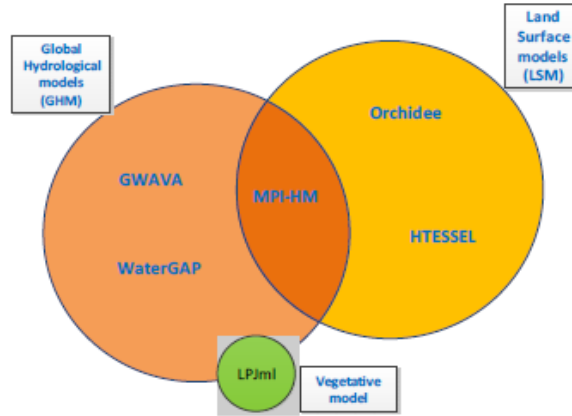 Global
Hydrological
models
(GHM)
Land
Surface
models
(LSM)
Orchidee
GWAVA
MPI-HM
HTESSEL
WaterGAP
LPJml
Vegetative
model